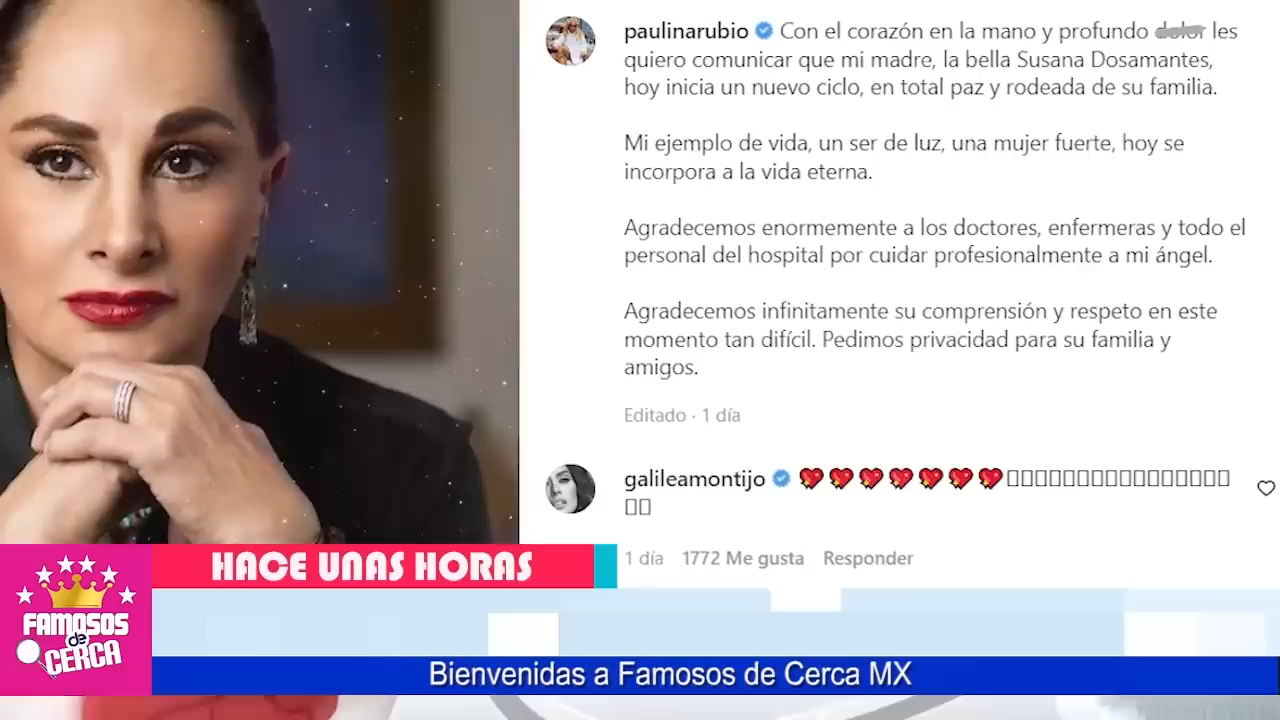 paulinarubio Con el corazón en la mano y profundo dolor les
quiero comunicar que mi madre, la bella Susana Dosamantes,
hoy inicia un nuevo ciclo, en total paz y rodeada de su familia.
Mi ejemplo de vida, un ser de luz, una mujer fuerte, hoy se
incorpora a la vida eterna.
Agradecemos enormemente a los doctores, enfermeras y todo el
personal del hospital por cuidar profesionalmente a mi ángel.
Agradecemos infinitamente su comprensión y respeto en este
momento tan difícil. Pedimos privacidad para su familia y
amigos.
Editado · 1 día
galileamontijo 💖💖💖💖💖💖💖
1 día 1772 Me gusta Responder
HACE UNAS HORAS
FAMOSOS
de
CERCA
Bienvenidas a Famosos de Cerca MX